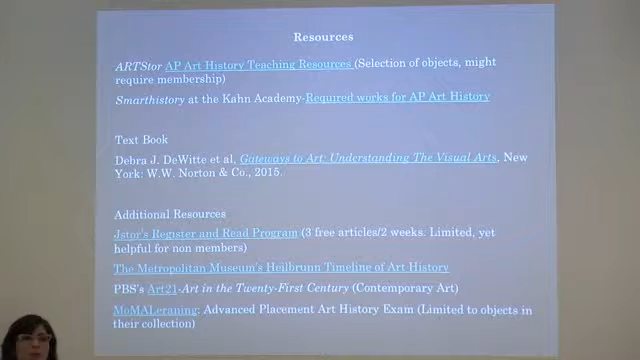 Resources
ARTStor AP Art History Teaching Resources (Selection of objects, might
require membership)
Smarthistory at the Kahn Academy-Required works for AP Art History
Text Book
Debra J. DeWitte et al, Gateways to Art: Understanding The Visual Arts, New
York: W.W. Norton & Co., 2015.
Additional Resources
Jstor's Register and Read Program (3 free articles/2 weeks. Limited, yet
helpful for non members)
The Metropolitan Museum's Heilbrunn Timeline of Art History
PBS's Art21-Art in the Twenty-First Century (Contemporary Art)
MoMALeraning: Advanced Placement Art History Exam (Limited to objects in
their collection)